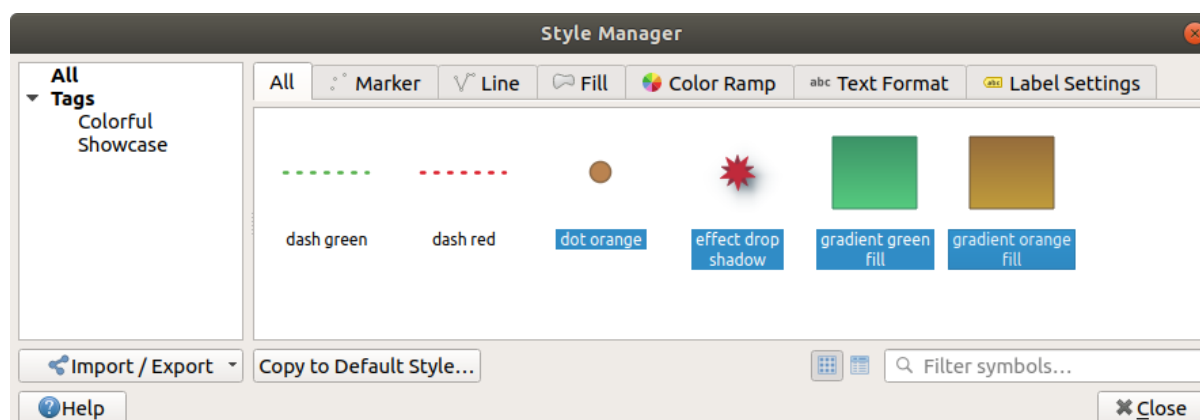 Style Manager
All
Tags
Colorful
Showcase
All Marker Line Fill Color Ramp abc Text Format abc Label Settings
dash green dash red dot orange effect drop shadow gradient green fill gradient orange fill
Import / Export Copy to Default Style... Filter symbols...
Help Close